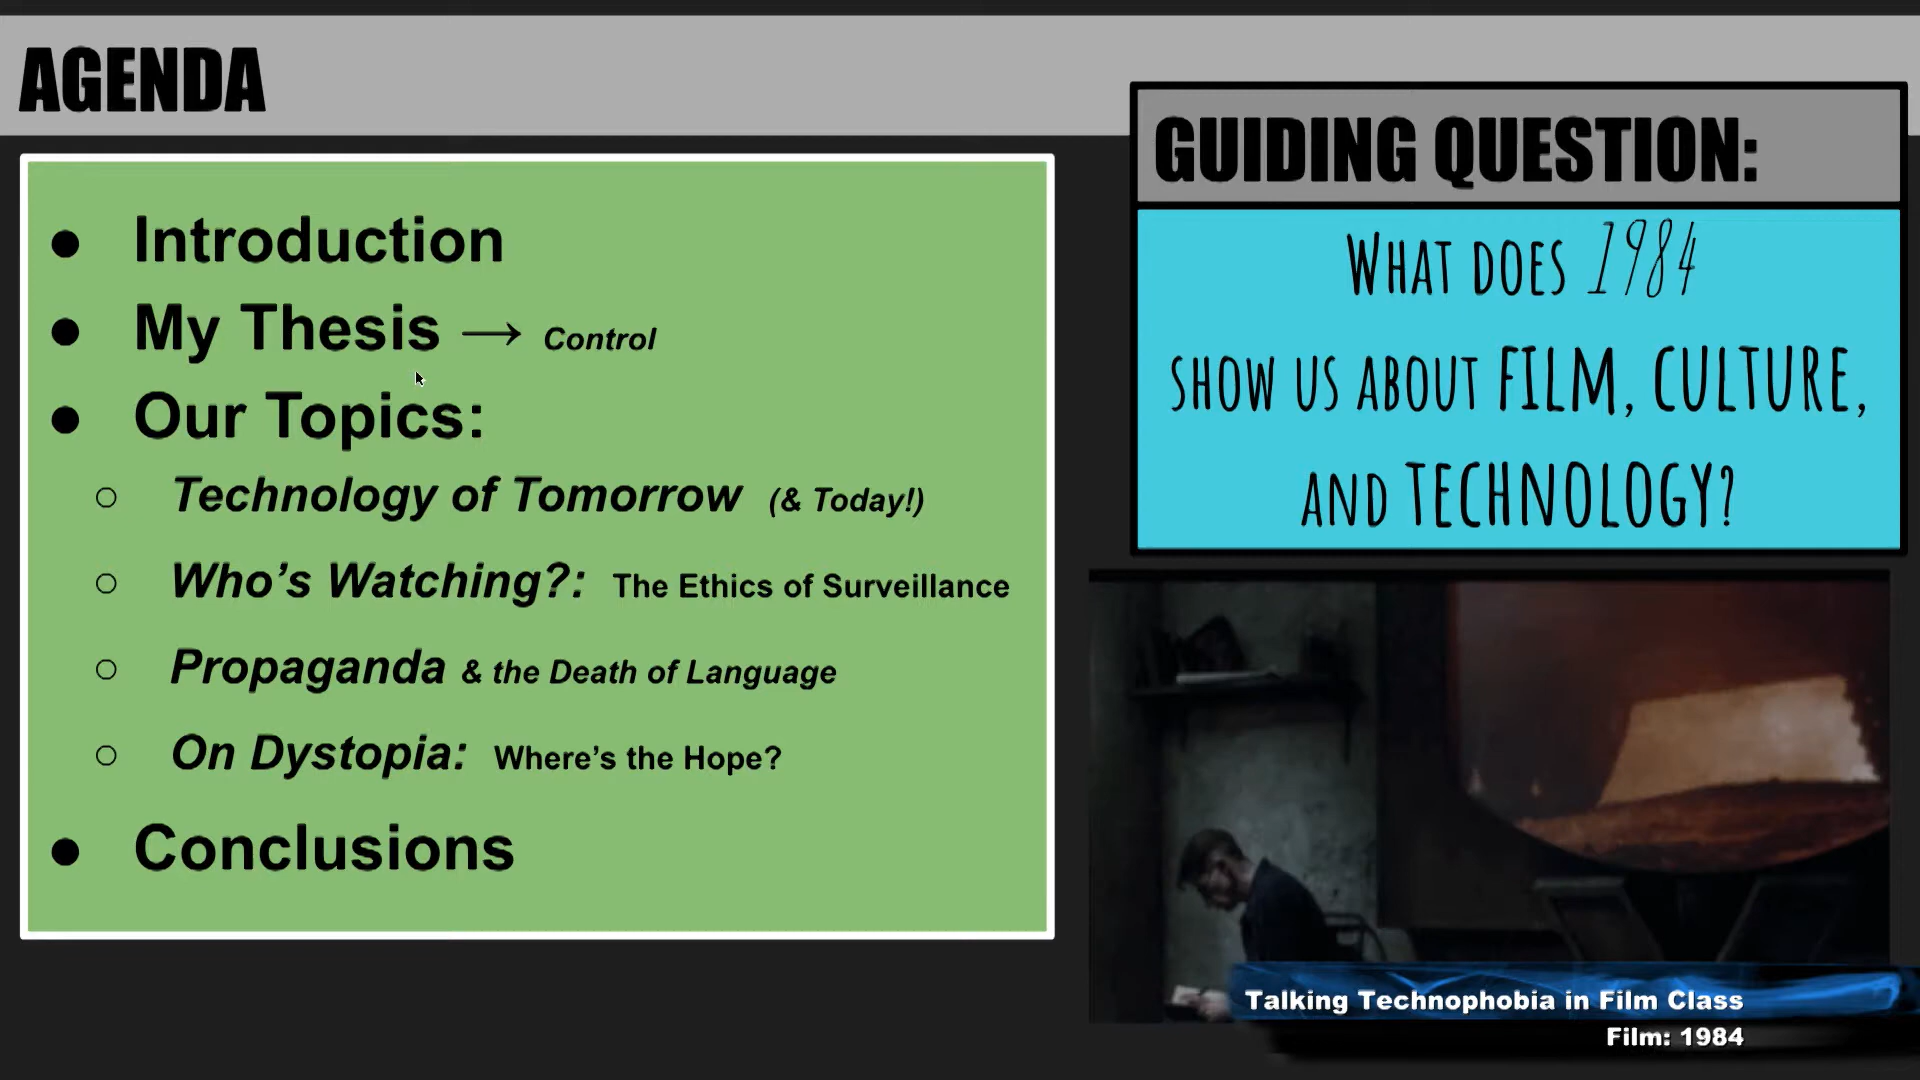 AGENDA
● Introduction
● My Thesis → Control
● Our Topics:
○ Technology of Tomorrow (& Today!)
○ Who's Watching?: The Ethics of Surveillance
○ Propaganda & the Death of Language
○ On Dystopia: Where's the Hope?
● Conclusions
GUIDING QUESTION:
WHAT DOES 1984
SHOW US ABOUT FILM, CULTURE,
AND TECHNOLOGY?
Talking Technophobia in Film Class
Film: 1984